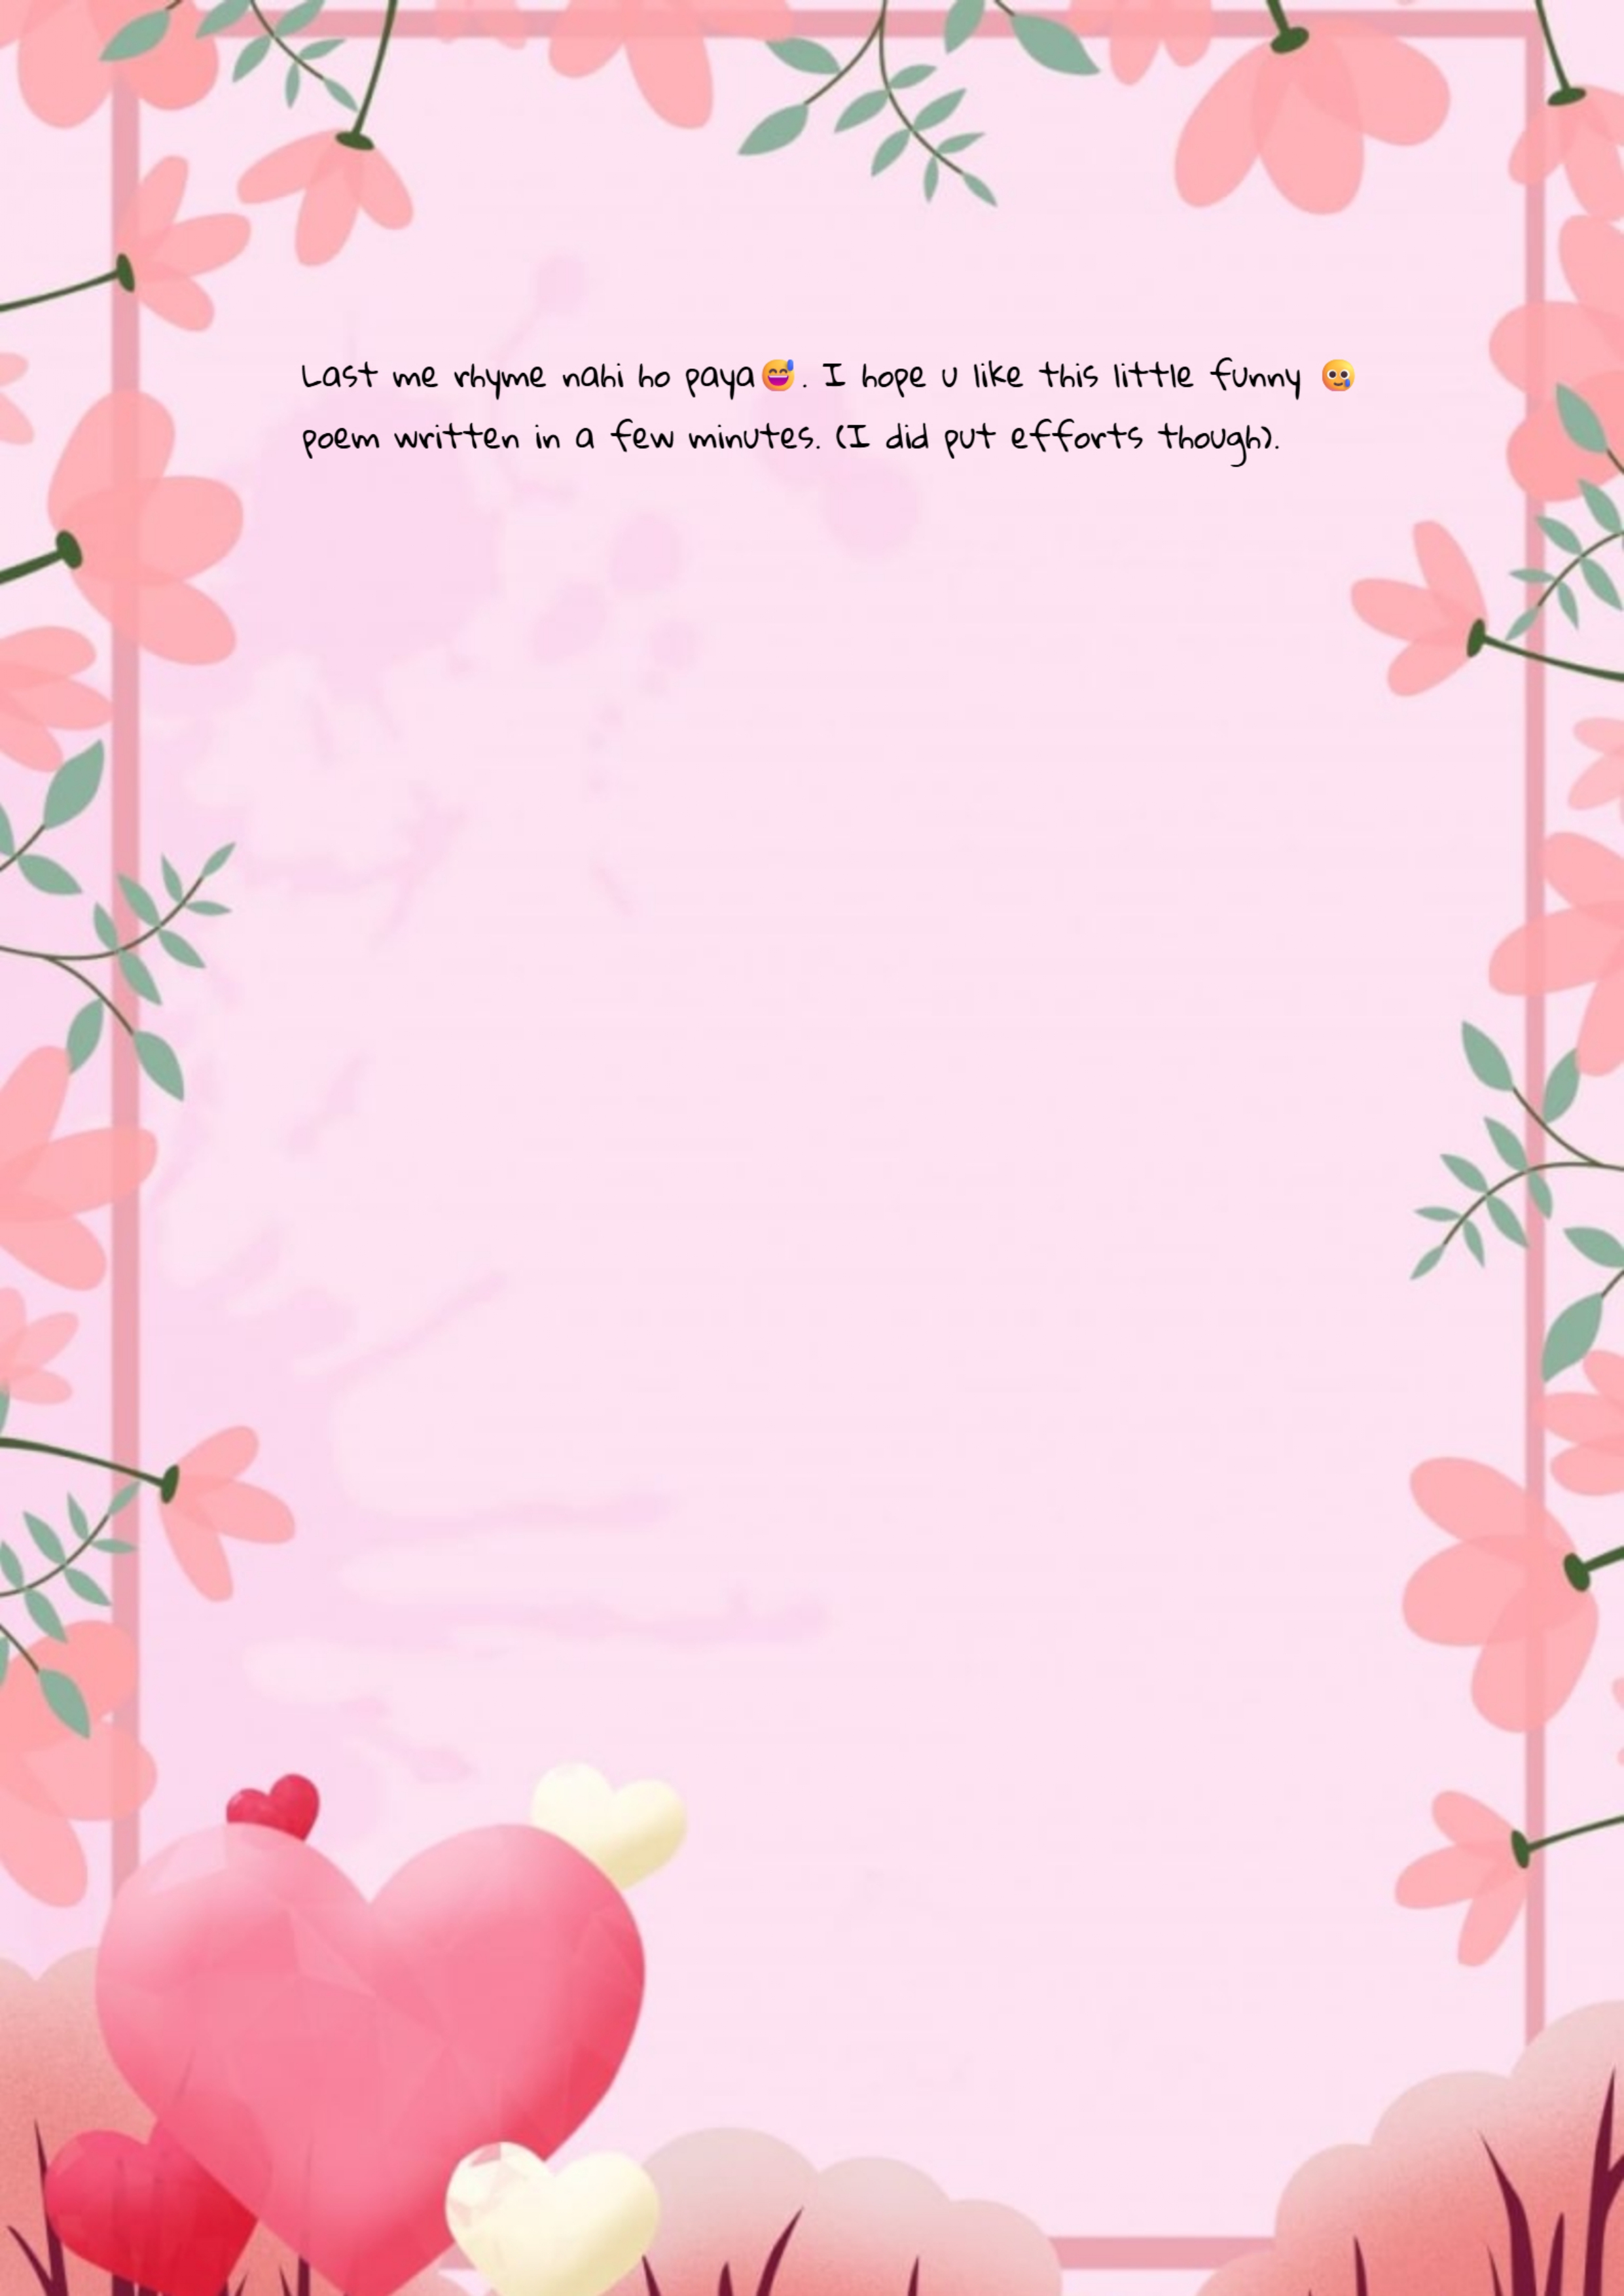 Last me rhyme nahi ho paya😅. I hope u like this little funny 🥲
poem written in a few minutes. (I did put efforts though).